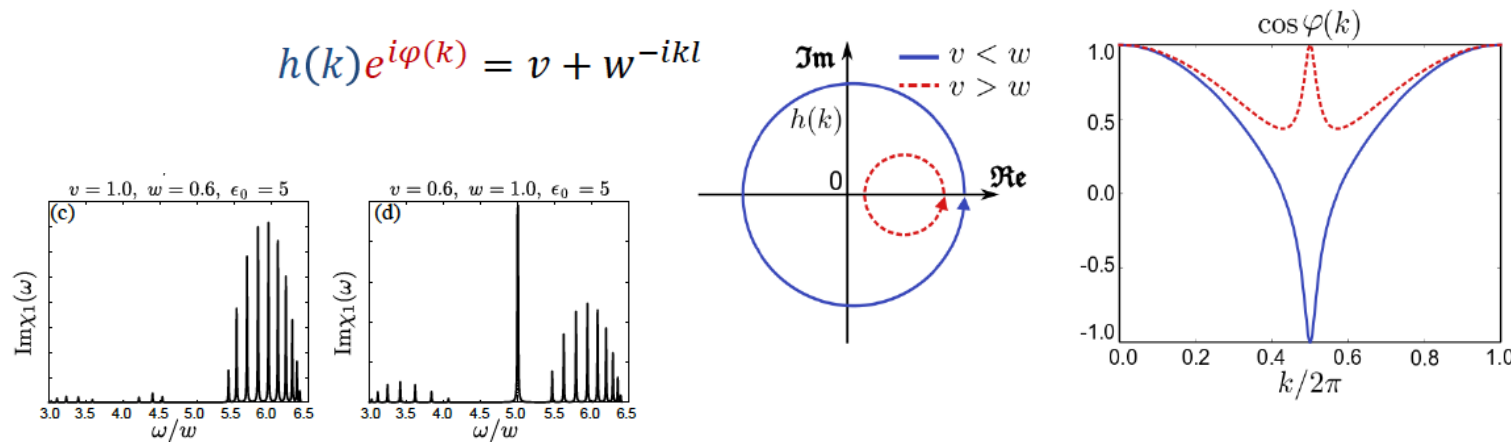 h(k)e^{iφ(k)} = v + w^{-ikl}
v = 1.0, w = 0.6, ϵ₀ = 5
(c)
Imχ₁(ω)
3.0 3.5 4.0 4.5 5.0 5.5 6.0 6.5
ω/w
v = 0.6, w = 1.0, ϵ₀ = 5
(d)
Imχ₁(ω)
3.0 3.5 4.0 4.5 5.0 5.5 6.0 6.5
ω/w
𝕴𝖒
v < w
v > w
h(k)
0
𝕽𝖊
cos φ(k)
1.0
0.5
0.0
-0.5
-1.0
0.0 0.4 0.6 0.8 1.0
k/2π